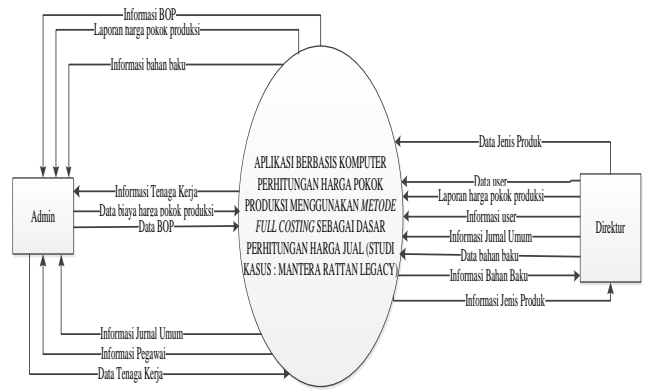 Informasi BOP
Laporan harga pokok produksi
Informasi bahan baku
Informasi Tenaga Kerja
Data biaya harga pokok produksi
Data BOP
Admin
Informasi Jurnal Umum
Informasi Pegawai
Data Tenaga Kerja
APLIKASI BERBASIS KOMPUTER
PERHITUNGAN HARGA POKOK
PRODUKSI MENGGUNAKAN METODE
FULL COSTING SEBAGAI DASAR
PERHITUNGAN HARGA JUAL (STUDI
KASUS : MANTERA RATTAN LEGACY)
Data Jenis Produk
Data user
Laporan harga pokok produksi
Informasi user
Informasi Jurnal Umum
Data bahan baku
Informasi Bahan Baku
Informasi Jenis Produk
Direktur